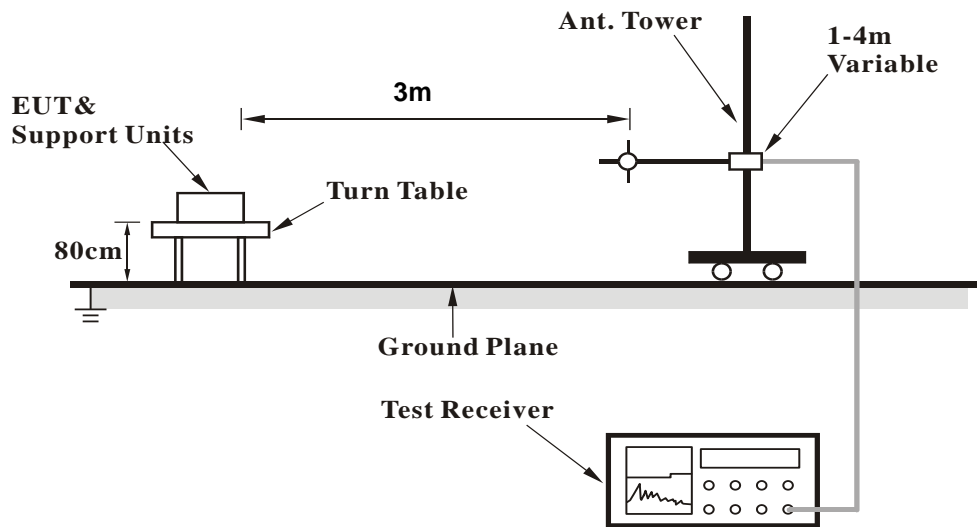 Ant. Tower
1-4m
Variable
3m
EUT&
Support Units
Turn Table
80cm
Ground Plane
Test Receiver